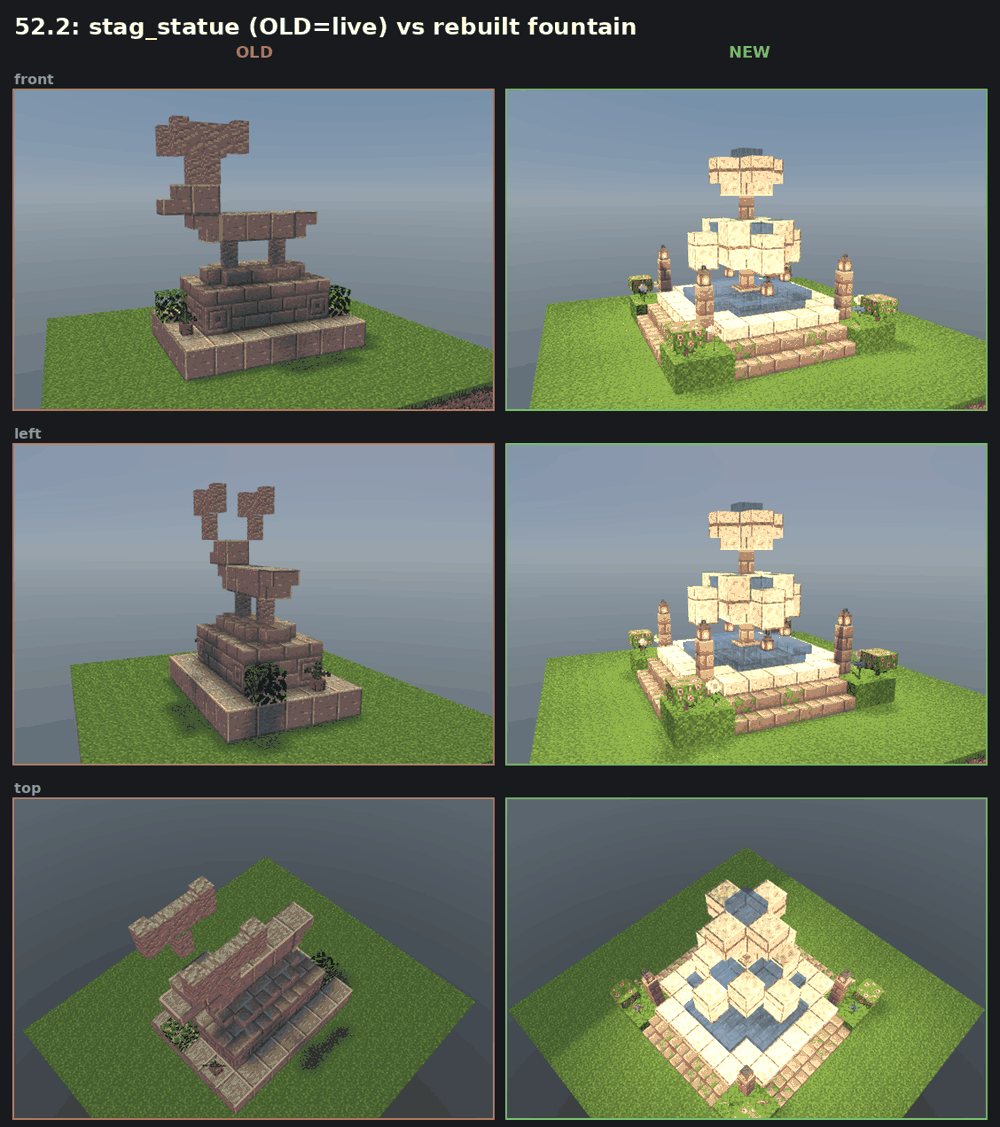 52.2: stag_statue (OLD=live) vs rebuilt fountain
OLD NEW
front
left
top